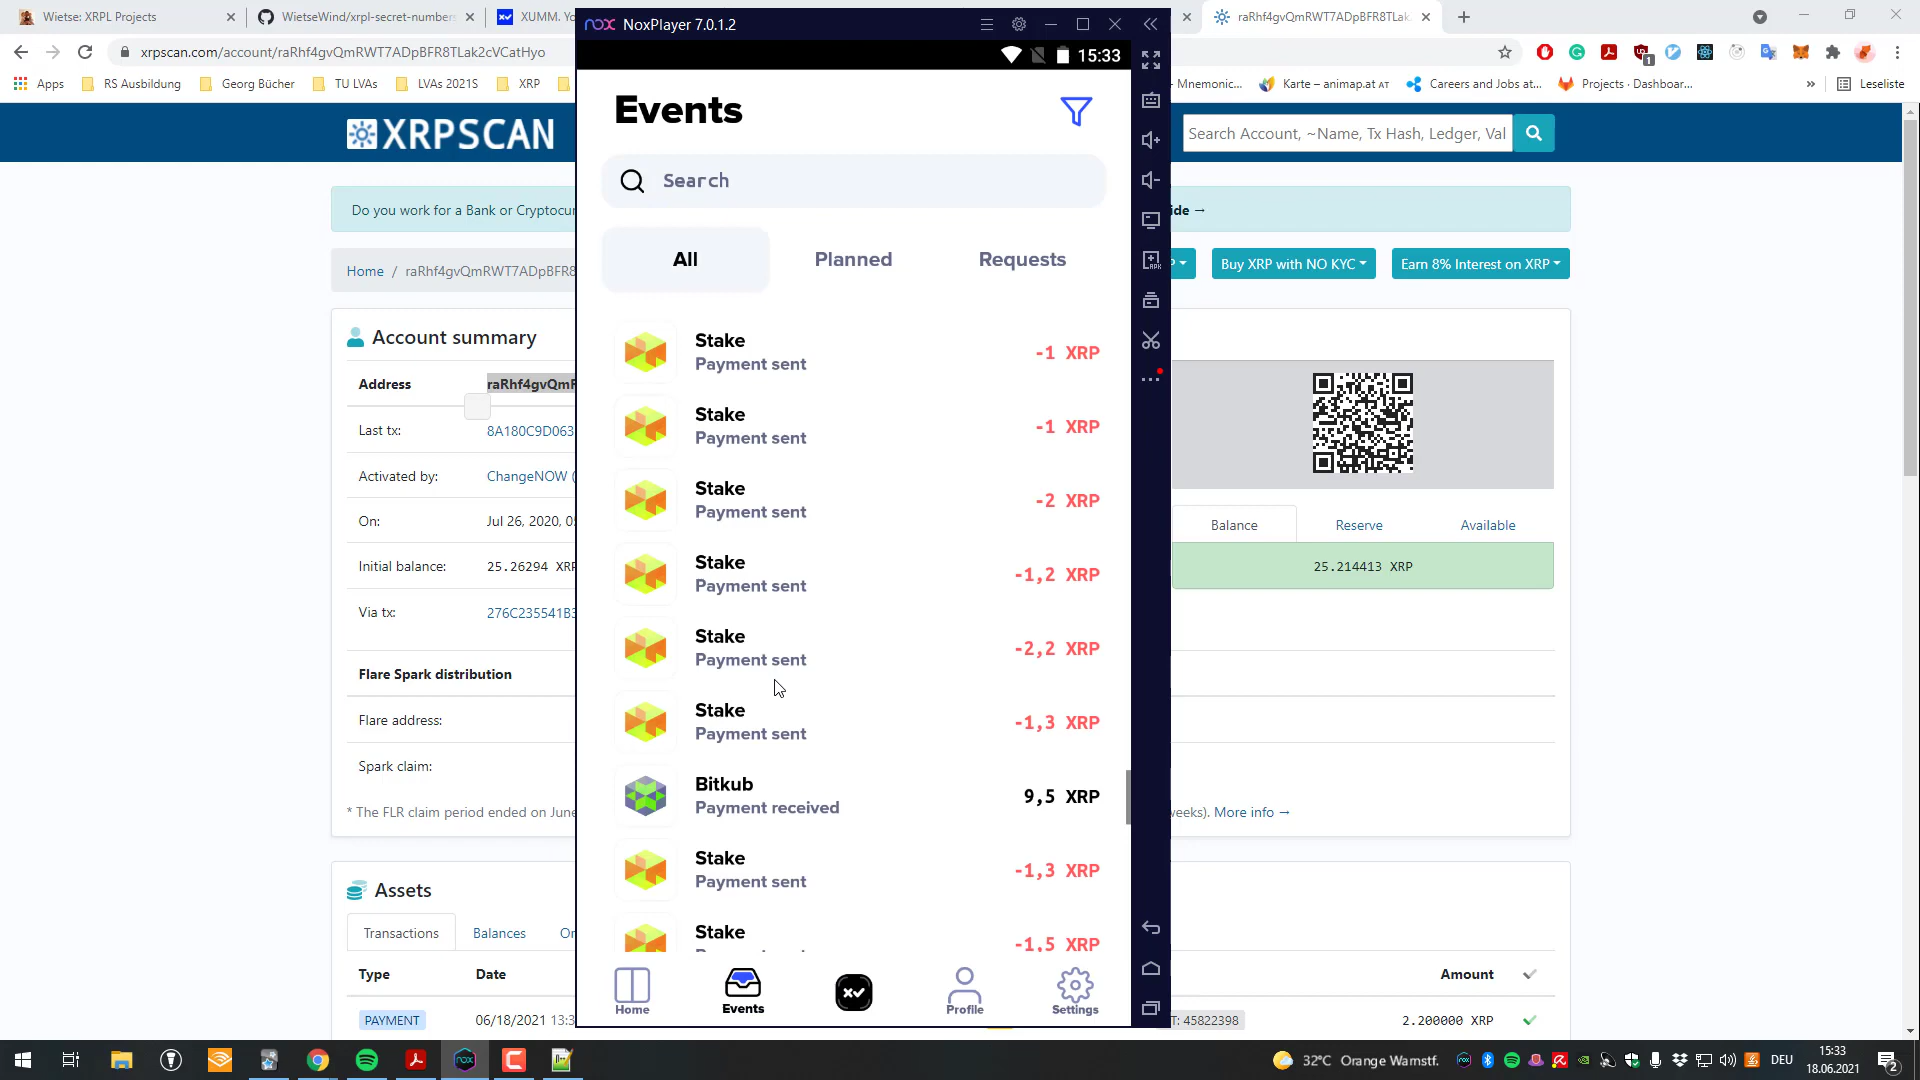 Wietse: XRPL Projects
WietseWind/xrpl-secret-numbers
XUMM. Yo
NoxPlayer 7.0.1.2
raRhf4gvQmRWT7ADpBFR8TLak
xrpscan.com/account/raRhf4gvQmRWT7ADpBFR8TLak2cVCatHyo
15:33
Apps
RS Ausbildung
Georg Bücher
TU LVAs
LVAs 2021S
XRP
Mnemonic...
Karte – animap.at AT
Careers and Jobs at...
Projects · Dashboar...
»
Leseliste
XRPSCAN
Search Account, ~Name, Tx Hash, Ledger, Val
Do you work for a Bank or Cryptocur
ide →
Home / raRhf4gvQmRWT7ADpBFR8
Buy XRP with NO KYC
Earn 8% Interest on XRP
Account summary
Address
raRhf4gvQmR
Last tx:
8A180C9D063
Activated by:
ChangeNOW (
On:
Jul 26, 2020, 05
Initial balance:
25.26294 XRP
Via tx:
276C235541B3
Flare Spark distribution
Flare address:
Spark claim:
* The FLR claim period ended on June
weeks). More info →
Balance
Reserve
Available
25.214413 XRP
Assets
Transactions
Balances
Type
Date
Amount
PAYMENT
06/18/2021 13:3
T: 45822398
2.200000 XRP
Events
Search
All
Planned
Requests
Stake
Payment sent
-1 XRP
Stake
Payment sent
-1 XRP
Stake
Payment sent
-2 XRP
Stake
Payment sent
-1,2 XRP
Stake
Payment sent
-2,2 XRP
Stake
Payment sent
-1,3 XRP
Bitkub
Payment received
9,5 XRP
Stake
Payment sent
-1,3 XRP
Stake
-1,5 XRP
Home
Events
Profile
Settings
32°C Orange Warnstf.
DEU
15:33
18.06.2021
2